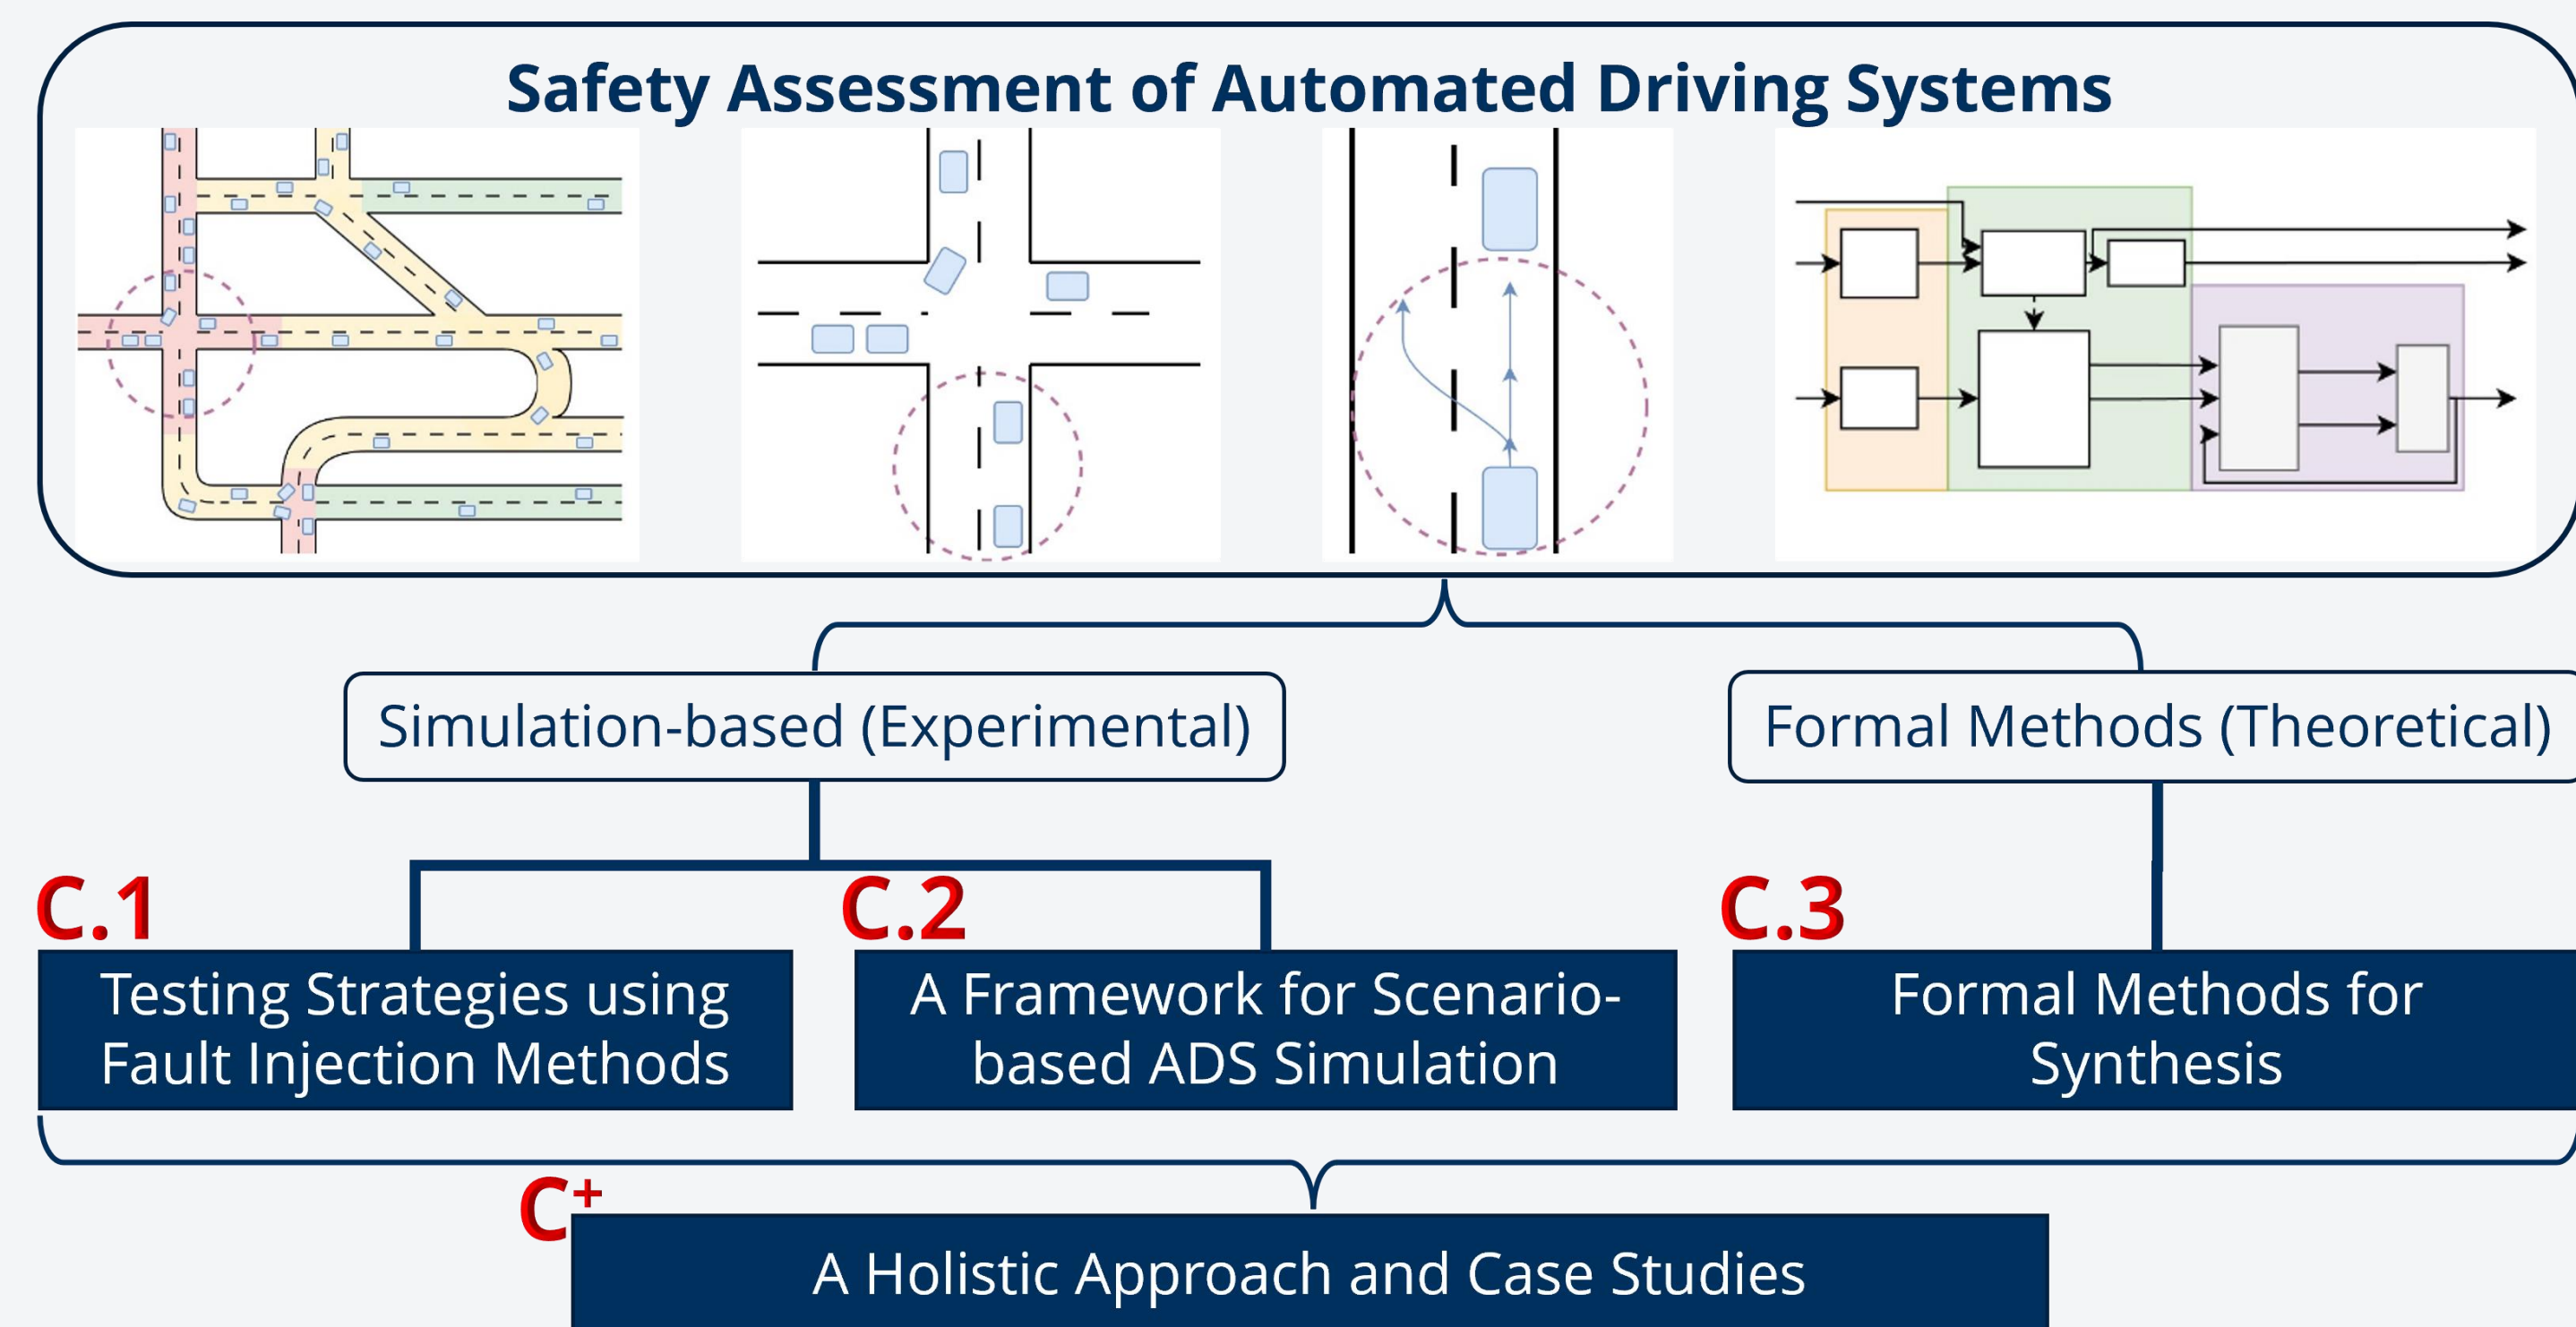 Safety Assessment of Automated Driving Systems
Simulation-based (Experimental)
Formal Methods (Theoretical)
C.1
C.2
C.3
Testing Strategies using
Fault Injection Methods
A Framework for Scenario-
based ADS Simulation
Formal Methods for
Synthesis
C⁺
A Holistic Approach and Case Studies